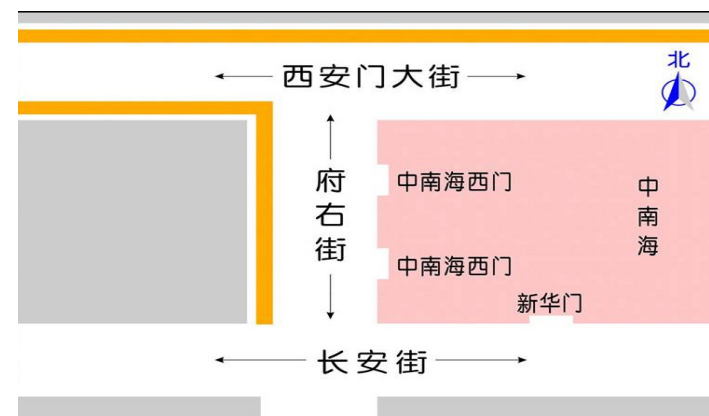 北
西安门大街
府右街
中南海西门
中南海
中南海西门
新华门
长安街